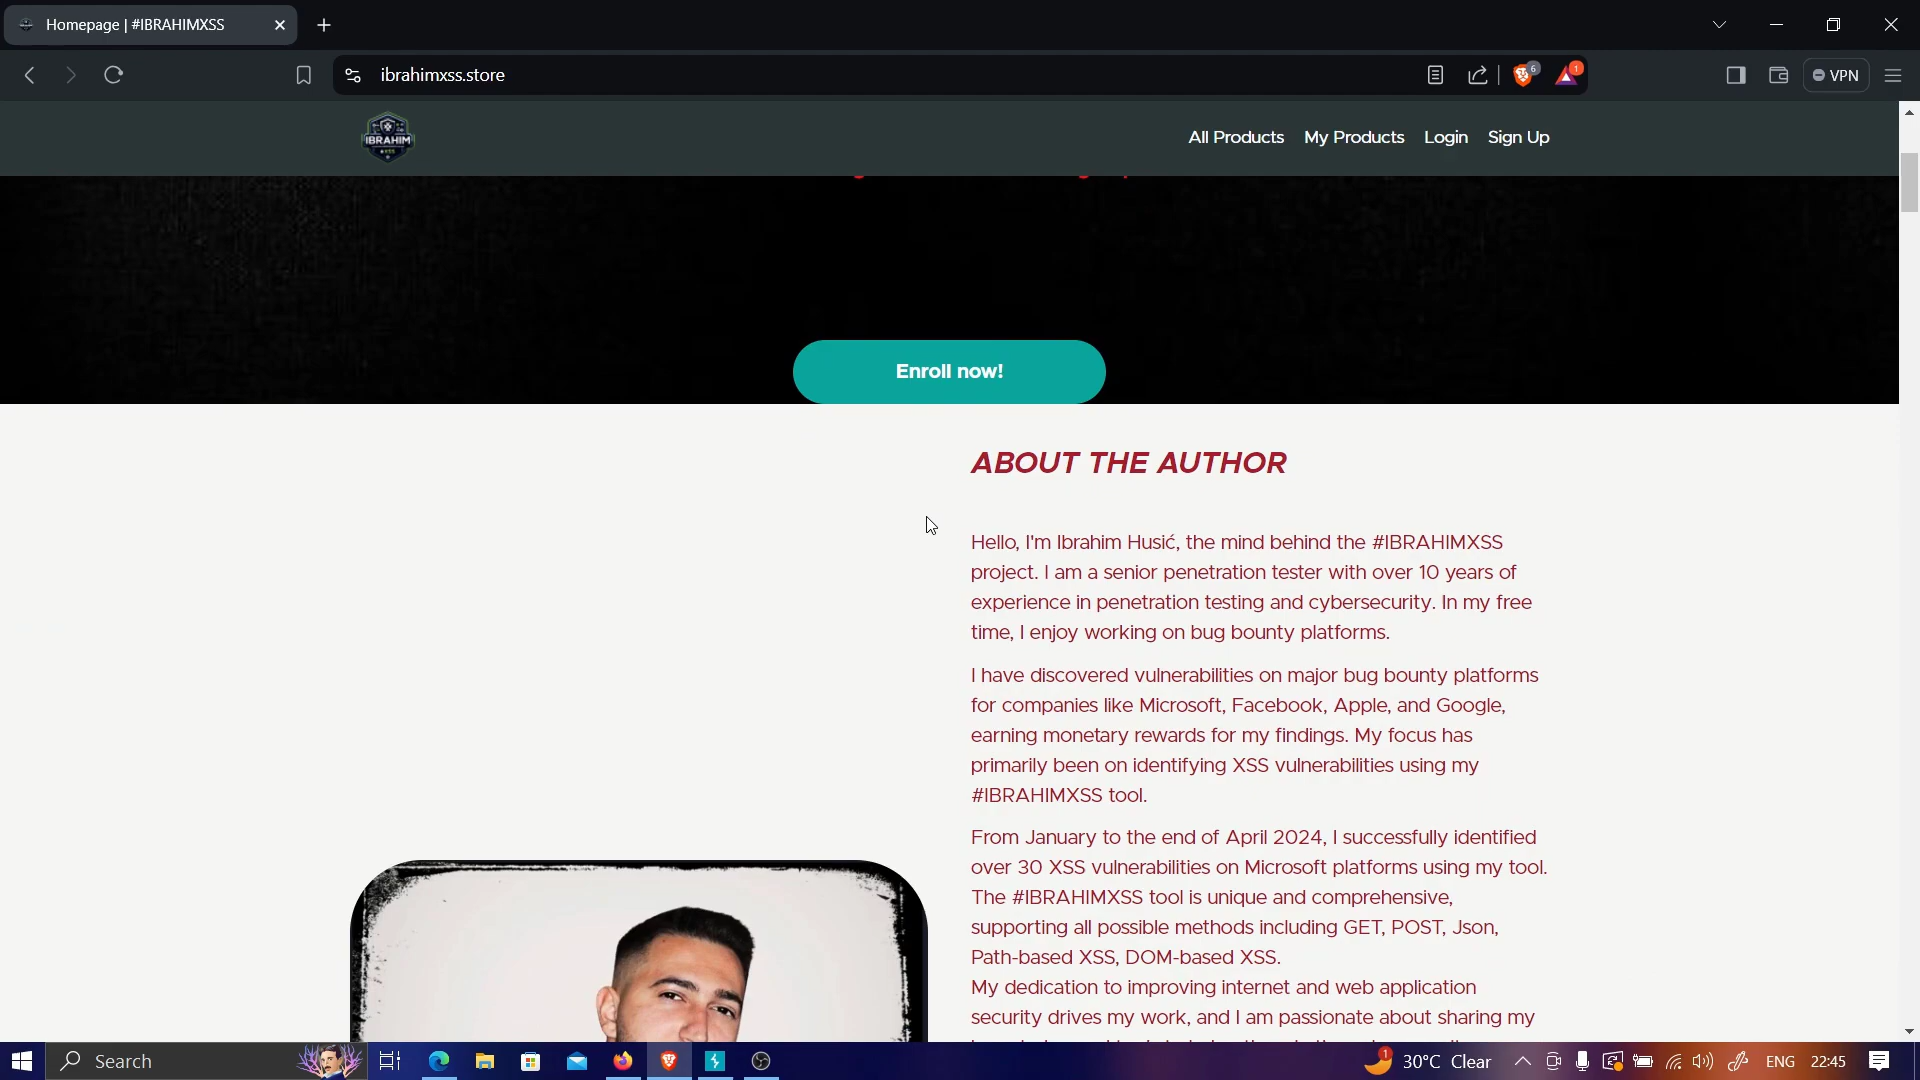 Homepage | #IBRAHIMXSS
ibrahimxss.store
6
1
VPN
IBRAHIM
XSS
All Products
My Products
Login
Sign Up
Enroll now!
ABOUT THE AUTHOR
Hello, I'm Ibrahim Husić, the mind behind the #IBRAHIMXSS
project. I am a senior penetration tester with over 10 years of
experience in penetration testing and cybersecurity. In my free
time, I enjoy working on bug bounty platforms.
I have discovered vulnerabilities on major bug bounty platforms
for companies like Microsoft, Facebook, Apple, and Google,
earning monetary rewards for my findings. My focus has
primarily been on identifying XSS vulnerabilities using my
#IBRAHIMXSS tool.
From January to the end of April 2024, I successfully identified
over 30 XSS vulnerabilities on Microsoft platforms using my tool.
The #IBRAHIMXSS tool is unique and comprehensive,
supporting all possible methods including GET, POST, Json,
Path-based XSS, DOM-based XSS.
My dedication to improving internet and web application
security drives my work, and I am passionate about sharing my
Search
1
30°C Clear
ENG
22:45